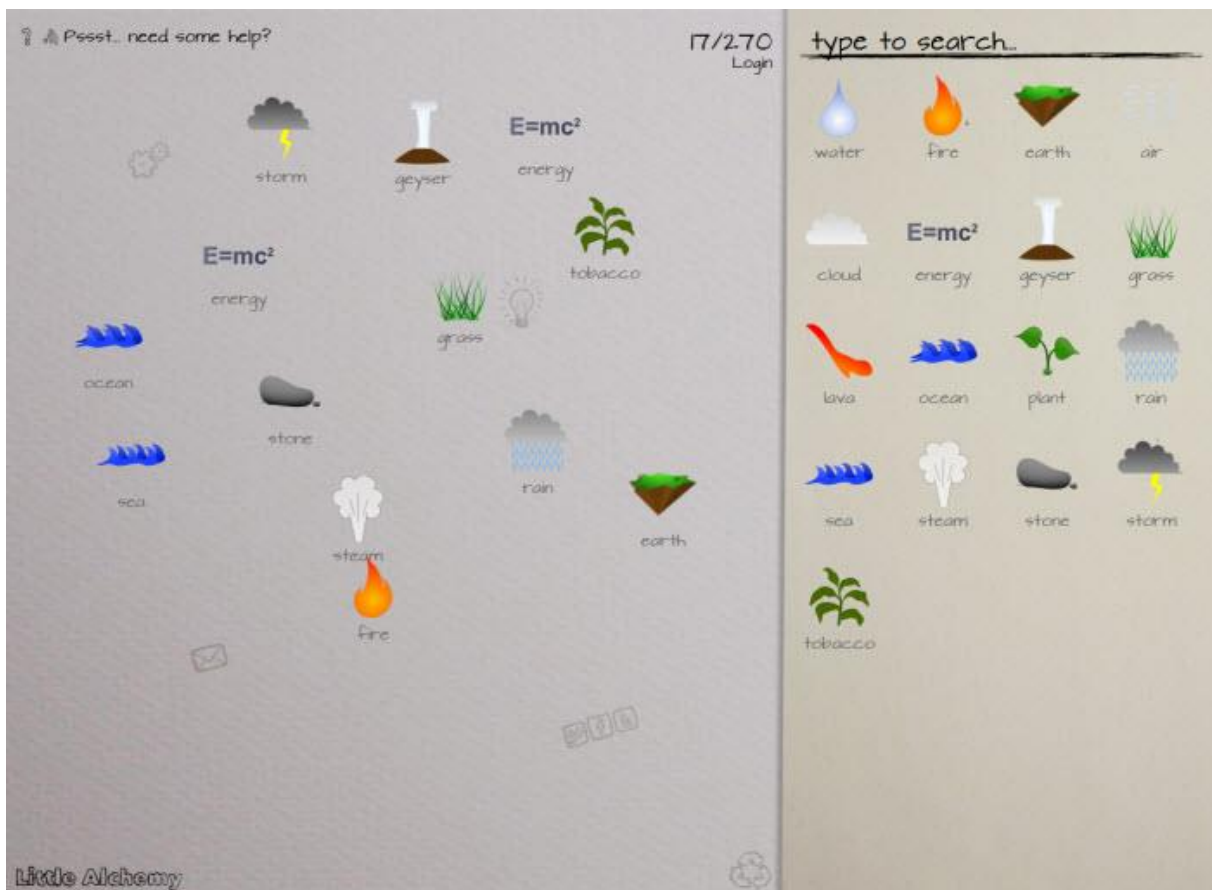 Pssst... need some help?
17/270
Login
type to search...
storm
geyser
E=mc²
energy
tobacco
E=mc²
energy
grass
ocean
stone
sea
rain
steam
earth
fire
water fire earth air
cloud E=mc² energy geyser grass
lava ocean plant rain
sea steam stone storm
tobacco
Little Alchemy